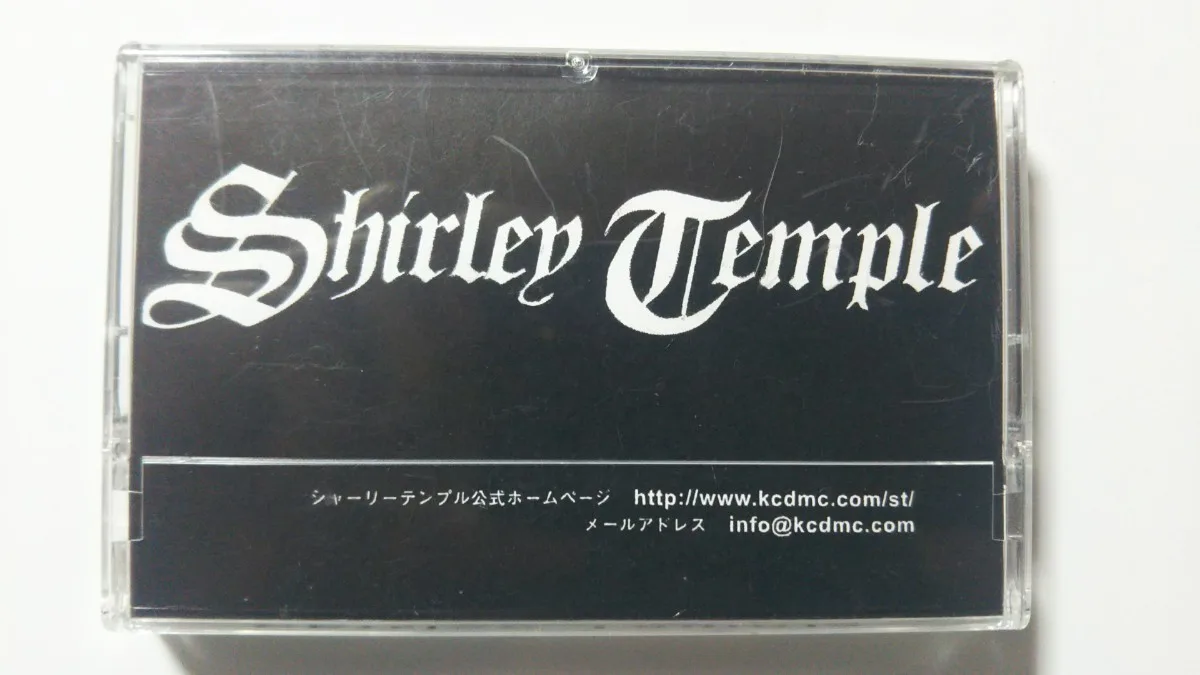 Shirley Temple
シャーリーテンプル公式ホームページ http://www.kcdmc.com/st/
メールアドレス info@kcdmc.com